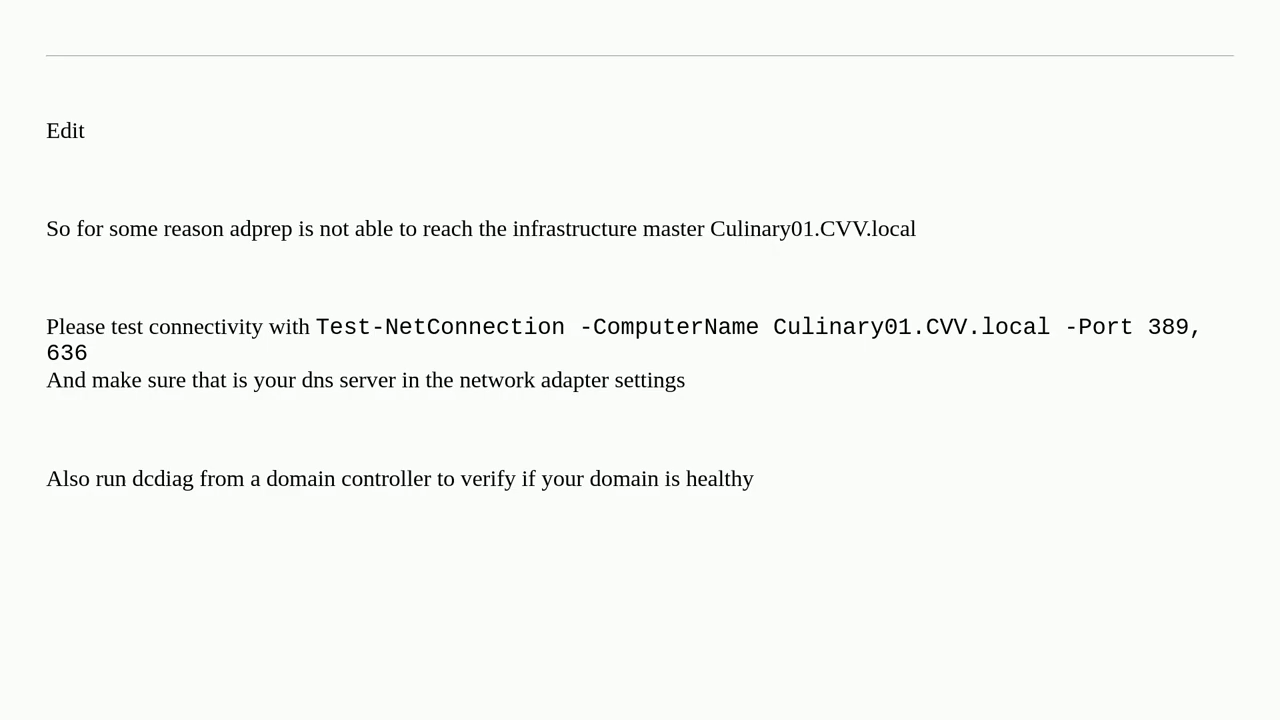 Edit
So for some reason adprep is not able to reach the infrastructure master Culinary01.CVV.local
Please test connectivity with Test-NetConnection -ComputerName Culinary01.CVV.local -Port 389,
636
And make sure that is your dns server in the network adapter settings
Also run dcdiag from a domain controller to verify if your domain is healthy